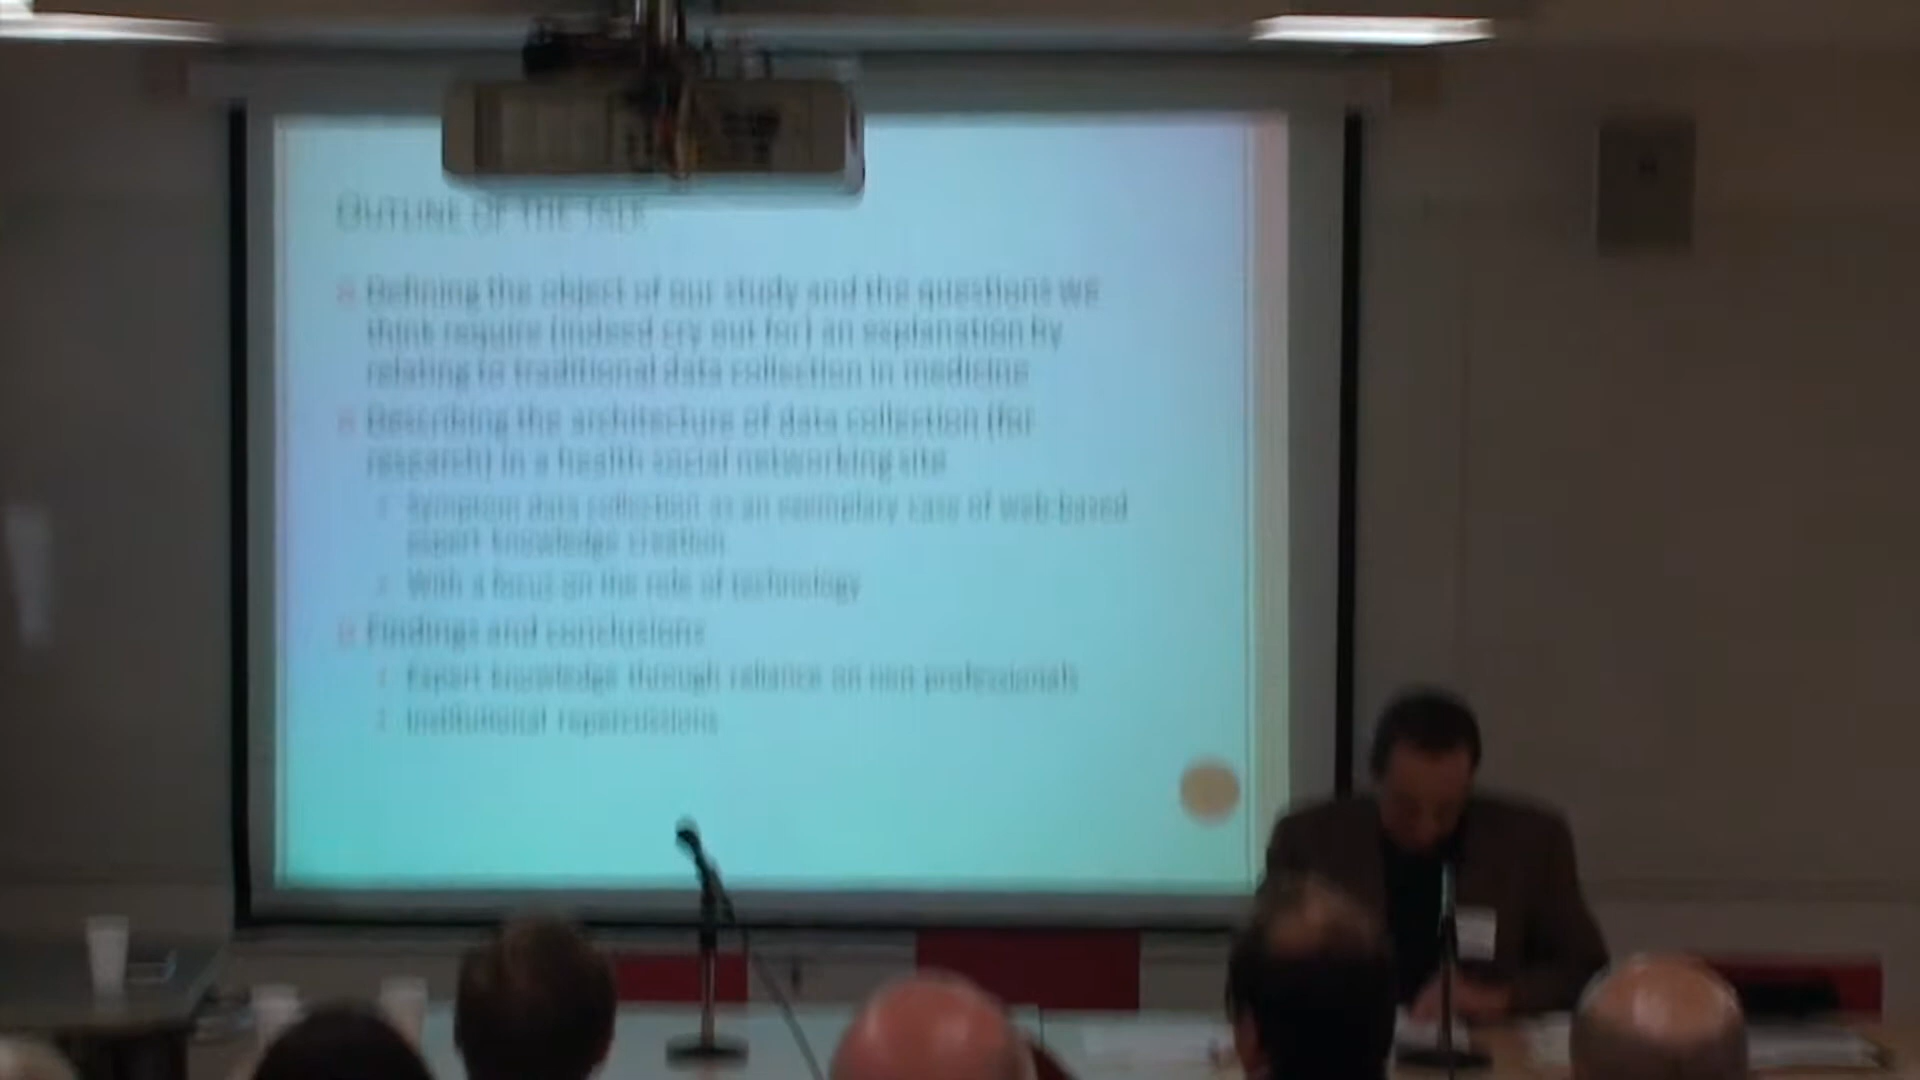 OUTLINE OF THE TALK
Defining the object of our study and the questions we
think require (indeed cry out for) an explanation by
relating to traditional data collection in medicine
Describing the architecture of data collection (for
research) in a health social networking site
Symptom data collection as an exemplary case of web-based
expert knowledge creation
With a focus on the role of technology
Findings and conclusions
Expert knowledge through reliance on non-professionals
Institutional repercussions